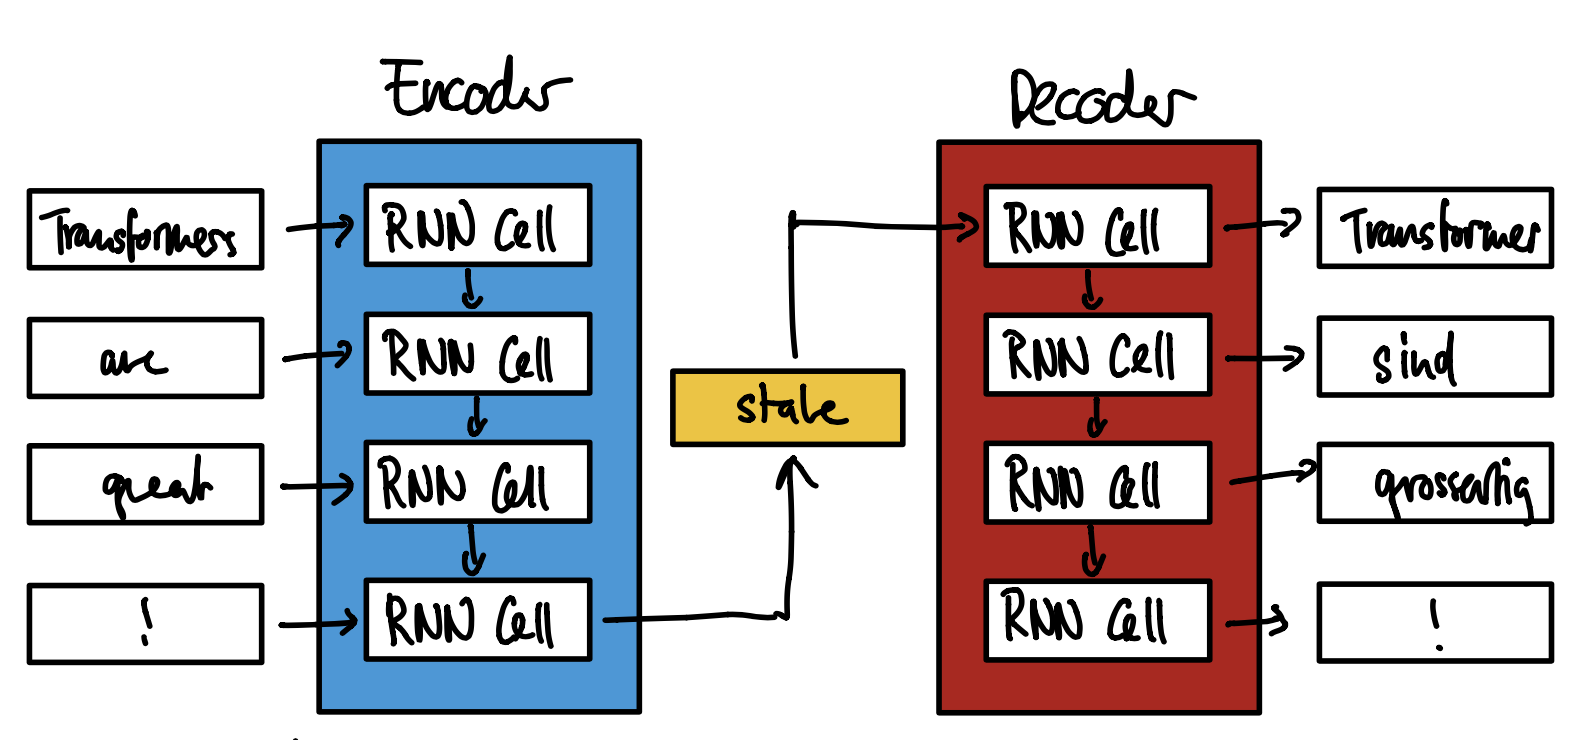 Encoder
Decoder
Transformers
RNN Cell
RNN Cell
Transformer
are
RNN Cell
RNN Cell
sind
state
great
RNN Cell
RNN Cell
grossartig
!
RNN Cell
RNN Cell
!